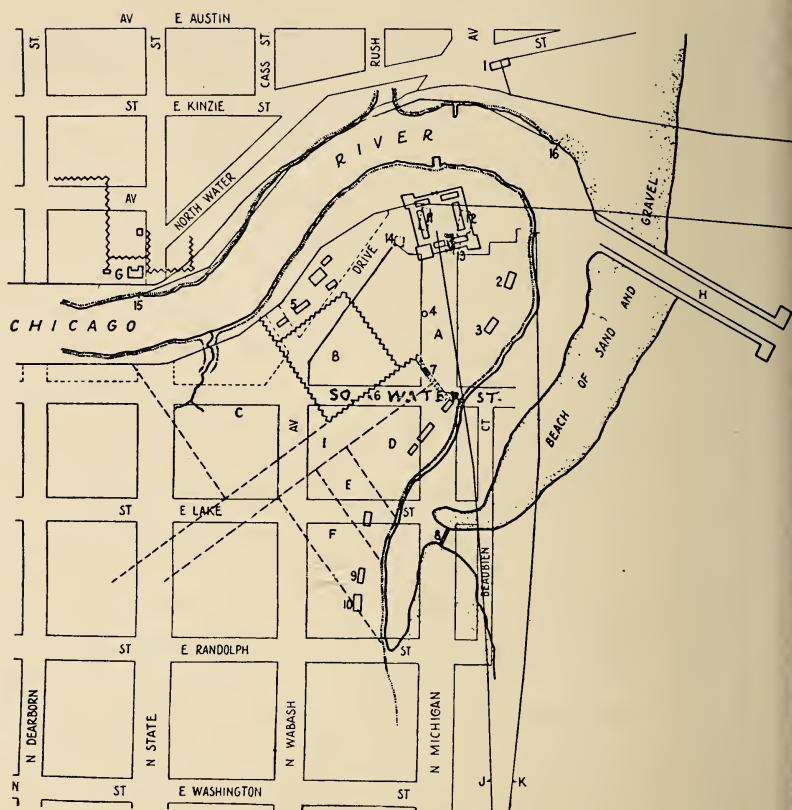 AV E AUSTIN
ST.
ST.
CASS ST.
RUSH
AV
ST
1
ST E KINZIE ST
RIVER
16
NORTH WATER
AV
GRAVEL
11
12
13
14
DRIVE
G
15
5
2
H
CHICAGO
4
A
3
B
7
BEACH OF SAND AND
SO. 6 WATER ST.
C
AV
I
D
CT
E
ST E LAKE ST
F
8
BEAUBIEN
9
10
ST E RANDOLPH ST
N DEARBORN
N STATE
N WABASH
N MICHIGAN
J
K
N
ST E WASHINGTON ST